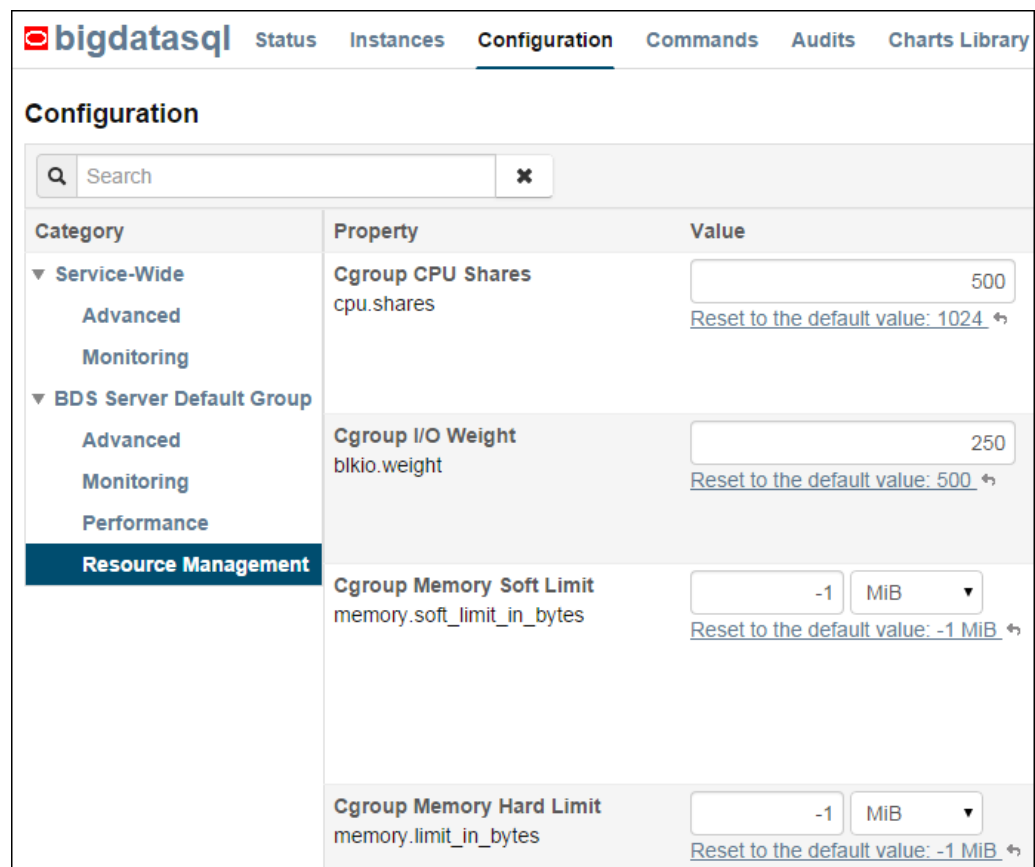 bigdatasql Status Instances Configuration Commands Audits Charts Library
Configuration
Search
Category Property Value
Service-Wide
Advanced
Monitoring
BDS Server Default Group
Advanced
Monitoring
Performance
Resource Management
Cgroup CPU Shares
cpu.shares
500
Reset to the default value: 1024
Cgroup I/O Weight
blkio.weight
250
Reset to the default value: 500
Cgroup Memory Soft Limit
memory.soft_limit_in_bytes
-1 MiB
Reset to the default value: -1 MiB
Cgroup Memory Hard Limit
memory.limit_in_bytes
-1 MiB
Reset to the default value: -1 MiB